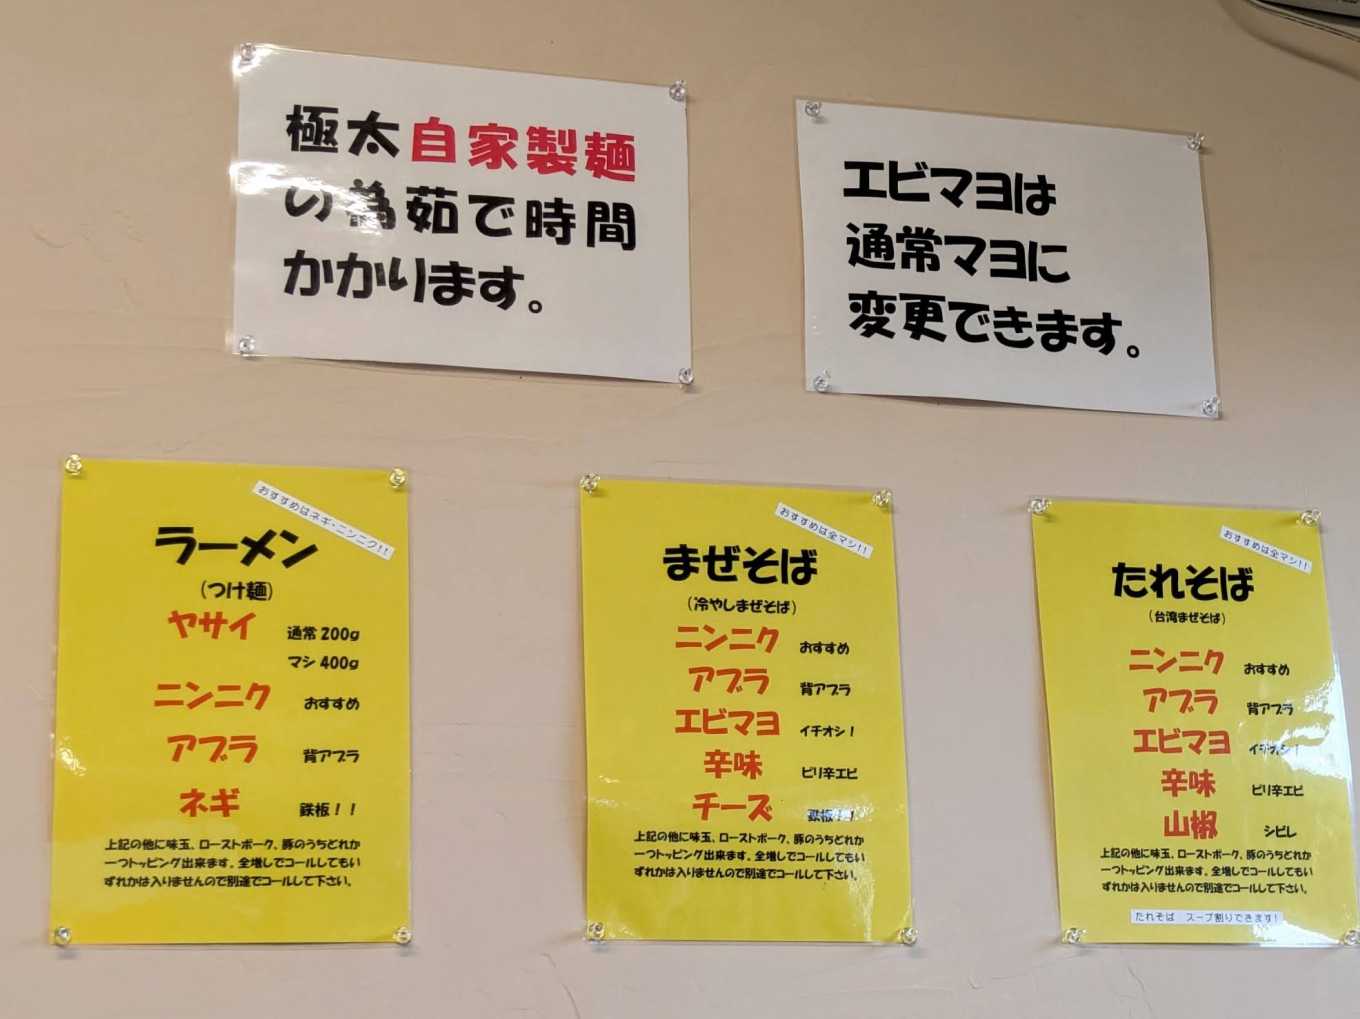 極太自家製麺
の為茹で時間
かかります。
エビマヨは
通常マヨに
変更できます。
おすすめはネギ・ニンニク!!
ラーメン
(つけ麺)
ヤサイ 通常 200g
マシ 400g
ニンニク おすすめ
アブラ 背アブラ
ネギ 鉄板!!
上記の他に味玉、ローストポーク、豚のうちどれか
一つトッピング出来ます。全増しでコールしてもい
ずれかは入りませんので別途でコールして下さい。
おすすめは全マシ!!
まぜそば
(冷やしまぜそば)
ニンニク おすすめ
アブラ 背アブラ
エビマヨ イチオシ!
辛味 ピリ辛エビ
チーズ 鉄板!!
上記の他に味玉、ローストポーク、豚のうちどれか
一つトッピング出来ます。全増しでコールしてもい
ずれかは入りませんので別途でコールして下さい。
おすすめは全マシ!!
たれそば
(台湾まぜそば)
ニンニク おすすめ
アブラ 背アブラ
エビマヨ イチオシ!
辛味 ピリ辛エビ
山椒 シビレ
上記の他に味玉、ローストポーク、豚のうちどれか
一つトッピング出来ます。全増しでコールしてもい
ずれかは入りませんので別途でコールして下さい。
たれそば スープ割りできます!